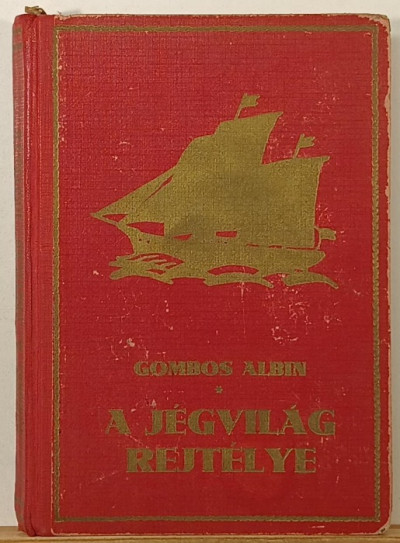 GOMBOS ALBIN
*
A JÉGVILÁG
REJTÉLYE